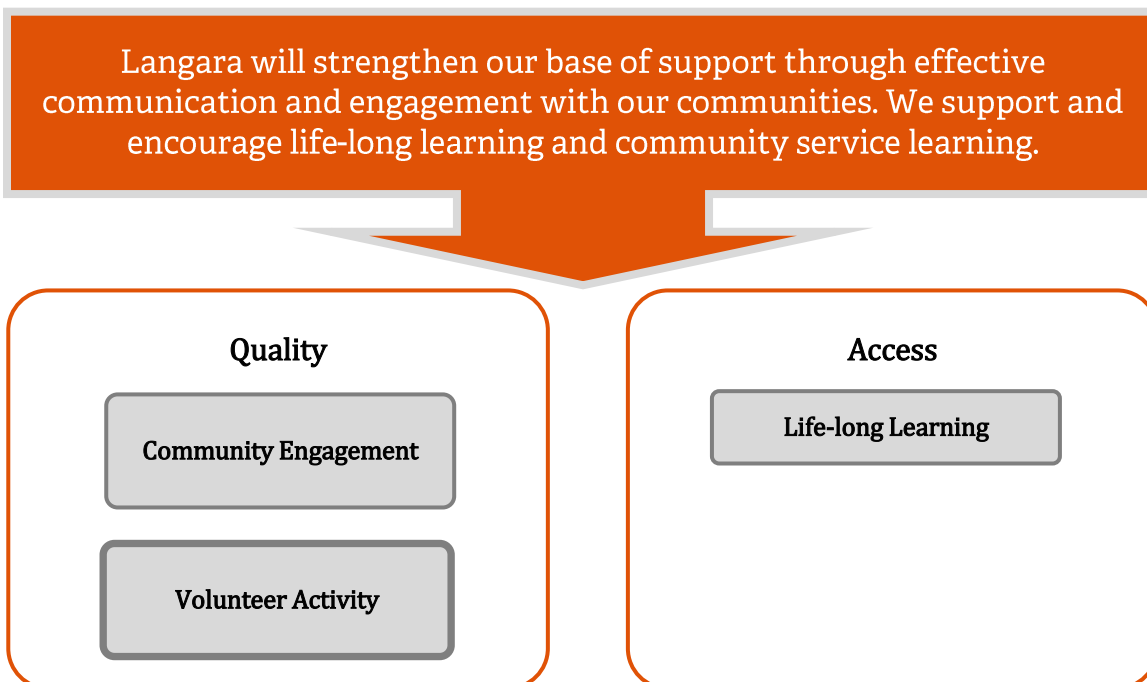 Langara will strengthen our base of support through effective
communication and engagement with our communities. We support and
encourage life-long learning and community service learning.
Quality
Community Engagement
Volunteer Activity
Access
Life-long Learning